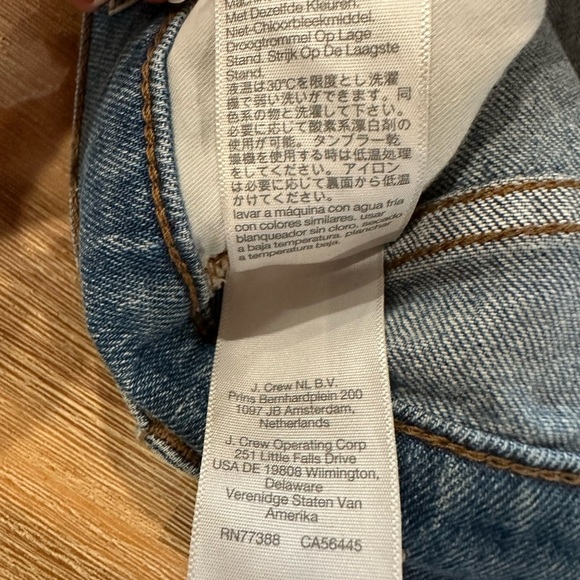 Met Dezelfde Kleuren.
Niet-Chloorbleekmiddel.
Droogtrommel Op Lage
Stand. Strijk Op De Laagste
Stand.
液温は30℃を限度とし洗濯
機で弱い洗いができます。同
色系の物と洗濯して下さい。
必要に応じて酸素系漂白剤の
使用が可能。タンブラー乾
燥機を使用する時は低温処理
をしてください。アイロン
は必要に応じて裏面から低温
かけてください。
lavar a máquina con agua fría
con colores similares. usar
blanqueador sin cloro. secado
a baja temperatura. planchar
a temperatura baja.
J. Crew NL B.V.
Prins Bernhardplein 200
1097 JB Amsterdam,
Netherlands
J. Crew Operating Corp
251 Little Falls Drive
USA DE 19808 Wilmington,
Delaware
Verenidge Staten Van
Amerika
RN77388 CA56445